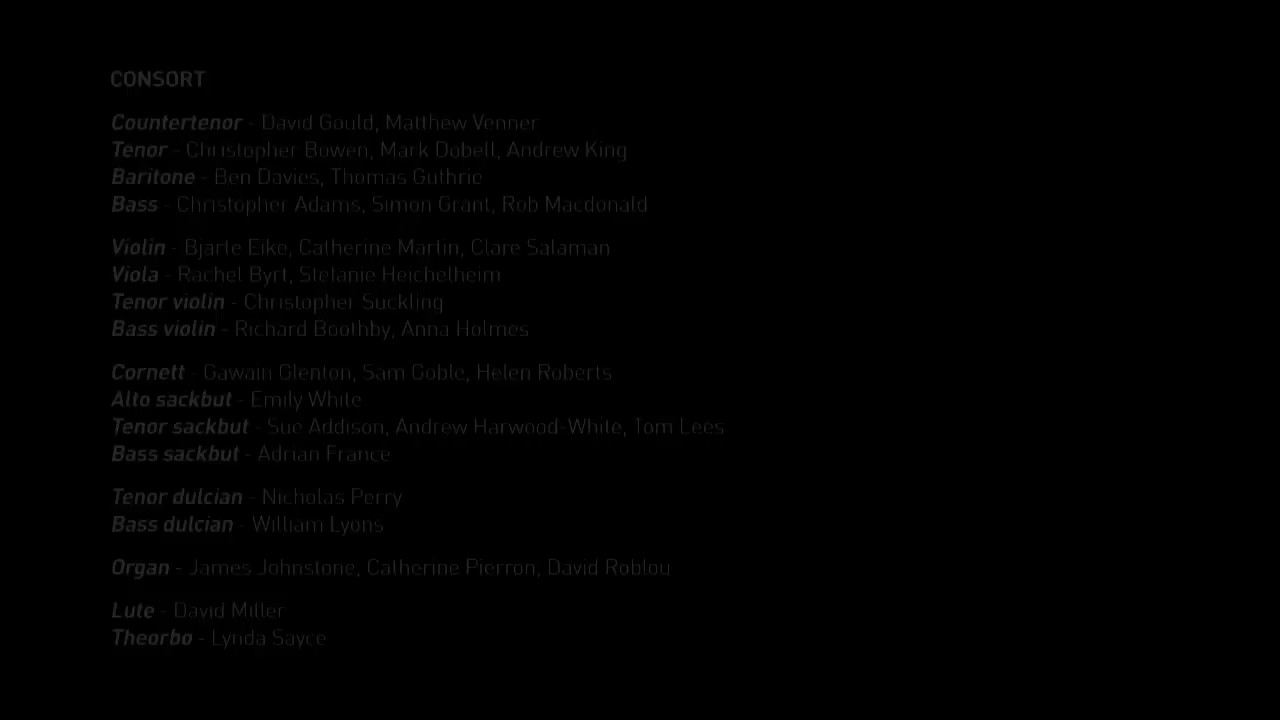 CONSORT
Countertenor - David Gould, Matthew Venner
Tenor - Christopher Bowen, Mark Dobell, Andrew King
Baritone - Ben Davies, Thomas Guthrie
Bass - Christopher Adams, Simon Grant, Rob Macdonald
Violin - Bjarte Eike, Catherine Martin, Clare Salaman
Viola - Rachel Byrt, Stefanie Heichelheim
Tenor violin - Christopher Suckling
Bass violin - Richard Boothby, Anna Holmes
Cornett - Gawain Glenton, Sam Goble, Helen Roberts
Alto sackbut - Emily White
Tenor sackbut - Sue Addison, Andrew Harwood-White, Tom Lees
Bass sackbut - Adrian France
Tenor dulcian - Nicholas Perry
Bass dulcian - William Lyons
Organ - James Johnstone, Catherine Pierron, David Roblou
Lute - David Miller
Theorbo - Lynda Sayce